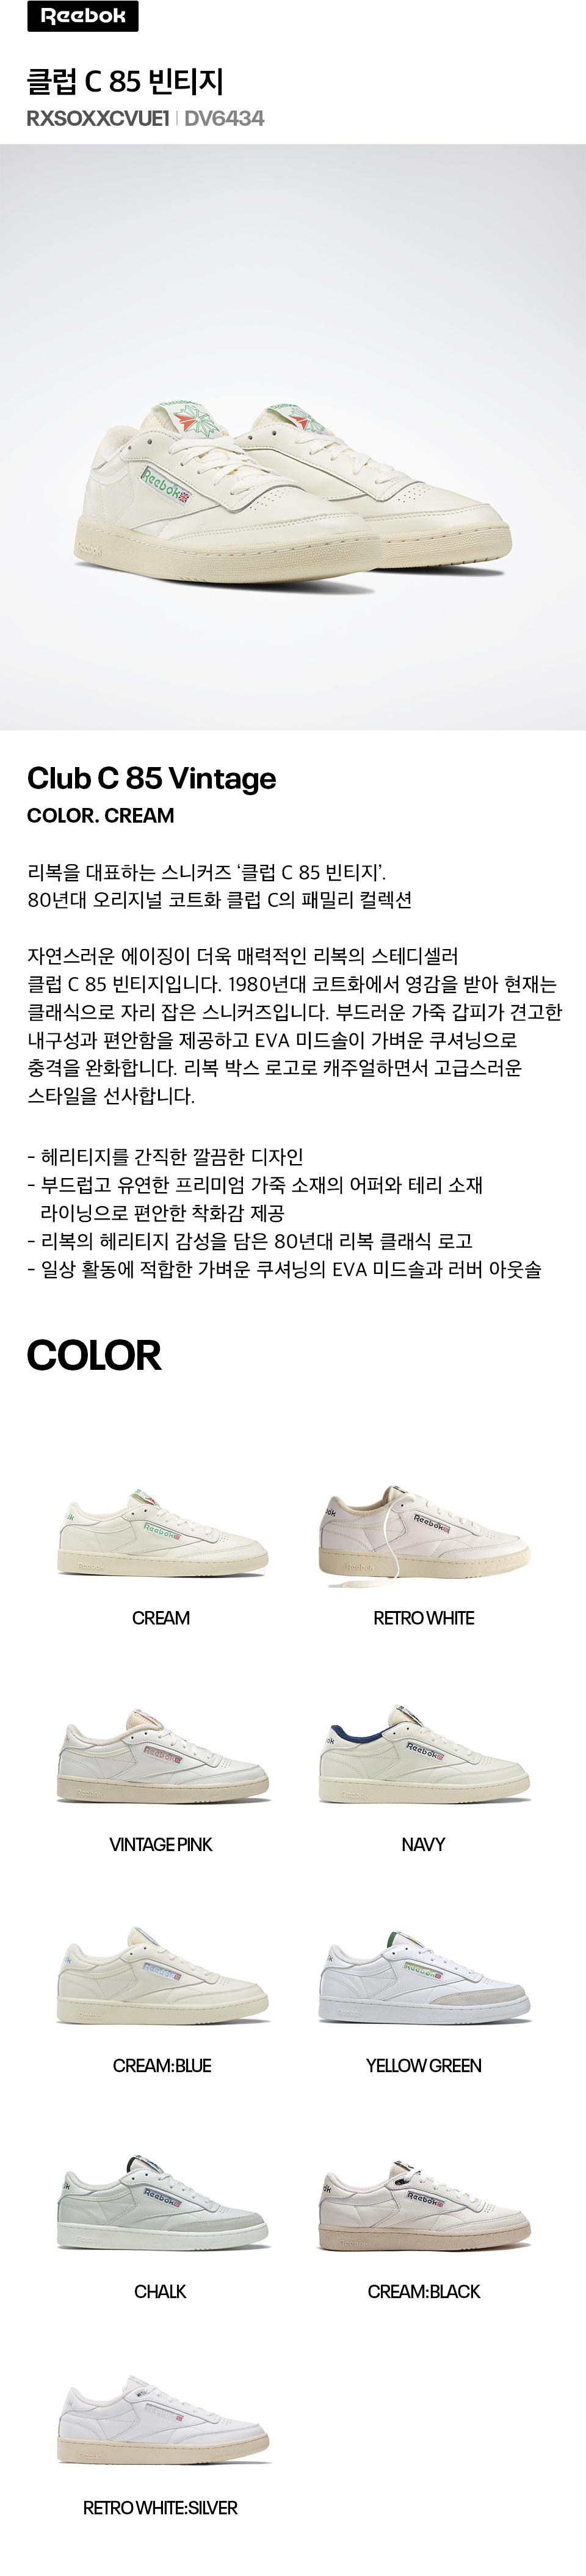 Reebok
클럽 C 85 빈티지
RXSOXXCVUE1 | DV6434
Reebok
Reebok
Club C 85 Vintage
COLOR. CREAM
리복을 대표하는 스니커즈 ‘클럽 C 85 빈티지’.
80년대 오리지널 코트화 클럽 C의 패밀리 컬렉션
자연스러운 에이징이 더욱 매력적인 리복의 스테디셀러
클럽 C 85 빈티지입니다. 1980년대 코트화에서 영감을 받아 현재는
클래식으로 자리 잡은 스니커즈입니다. 부드러운 가죽 갑피가 견고한
내구성과 편안함을 제공하고 EVA 미드솔이 가벼운 쿠셔닝으로
충격을 완화합니다. 리복 박스 로고로 캐주얼하면서 고급스러운
스타일을 선사합니다.
- 헤리티지를 간직한 깔끔한 디자인
- 부드럽고 유연한 프리미엄 가죽 소재의 어퍼와 테리 소재
라이닝으로 편안한 착화감 제공
- 리복의 헤리티지 감성을 담은 80년대 리복 클래식 로고
- 일상 활동에 적합한 가벼운 쿠셔닝의 EVA 미드솔과 러버 아웃솔
COLOR
Reebok
Reebok
CREAM
RETRO WHITE
Reebok
Reebok
VINTAGE PINK
NAVY
Reebok
Reebok
CREAM:BLUE
YELLOW GREEN
Reebok
Reebok
CHALK
CREAM:BLACK
Reebok
RETRO WHITE:SILVER